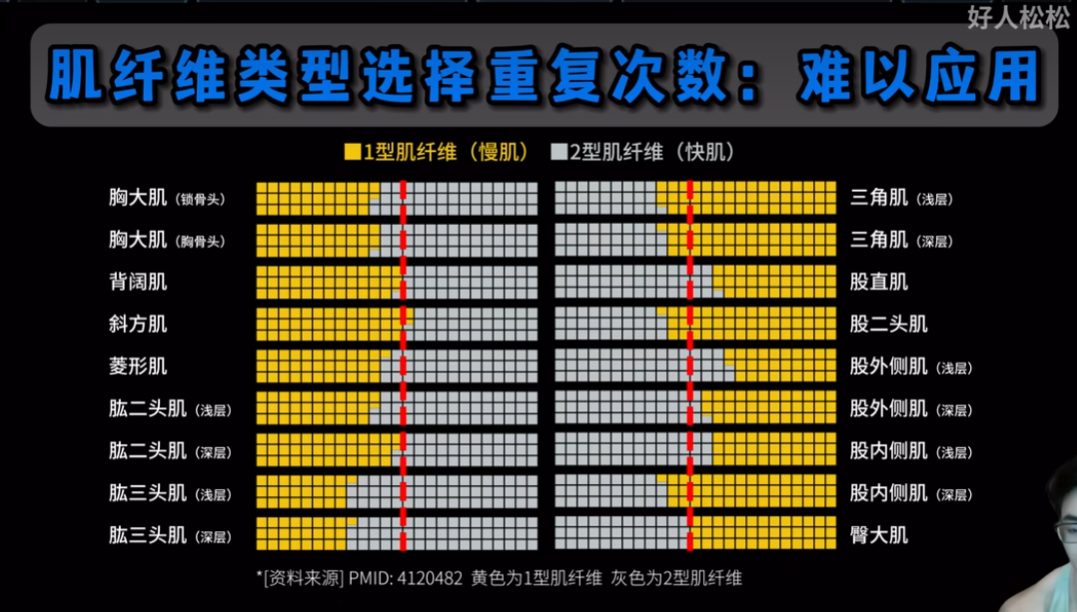 好人松松
肌纤维类型选择重复次数：难以应用
1型肌纤维（慢肌） 2型肌纤维（快肌）
胸大肌（锁骨头） 三角肌（浅层）
胸大肌（胸骨头） 三角肌（深层）
背阔肌 股直肌
斜方肌 股二头肌
菱形肌 股外侧肌（浅层）
肱二头肌（浅层） 股外侧肌（深层）
肱二头肌（深层） 股内侧肌（浅层）
肱三头肌（浅层） 股内侧肌（深层）
肱三头肌（深层） 臀大肌
*[资料来源] PMID: 4120482 黄色为1型肌纤维 灰色为2型肌纤维